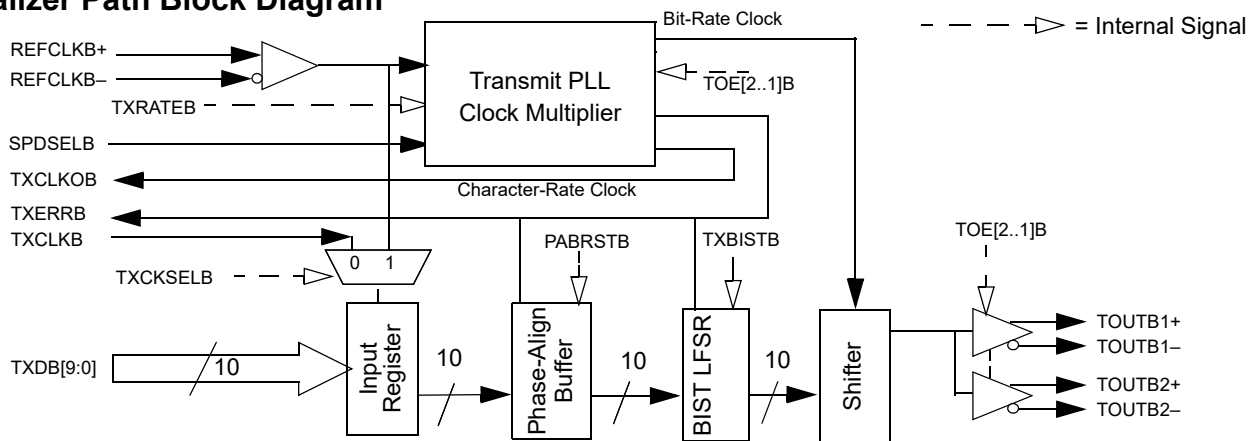 alizer Path Block Diagram
Bit-Rate Clock
= Internal Signal
REFCLKB+
REFCLKB–
TXRATEB
SPDSELB
TXCLKOB
TXERRB
TXCLKB
TXCKSELB
TXDB[9:0]
Transmit PLL
Clock Multiplier
TOE[2..1]B
Character-Rate Clock
PABRSTB
TXBISTB
TOE[2..1]B
0 1
10
Input
Register
10
Phase-Align
Buffer
10
BIST LFSR
10
Shifter
TOUTB1+
TOUTB1–
TOUTB2+
TOUTB2–